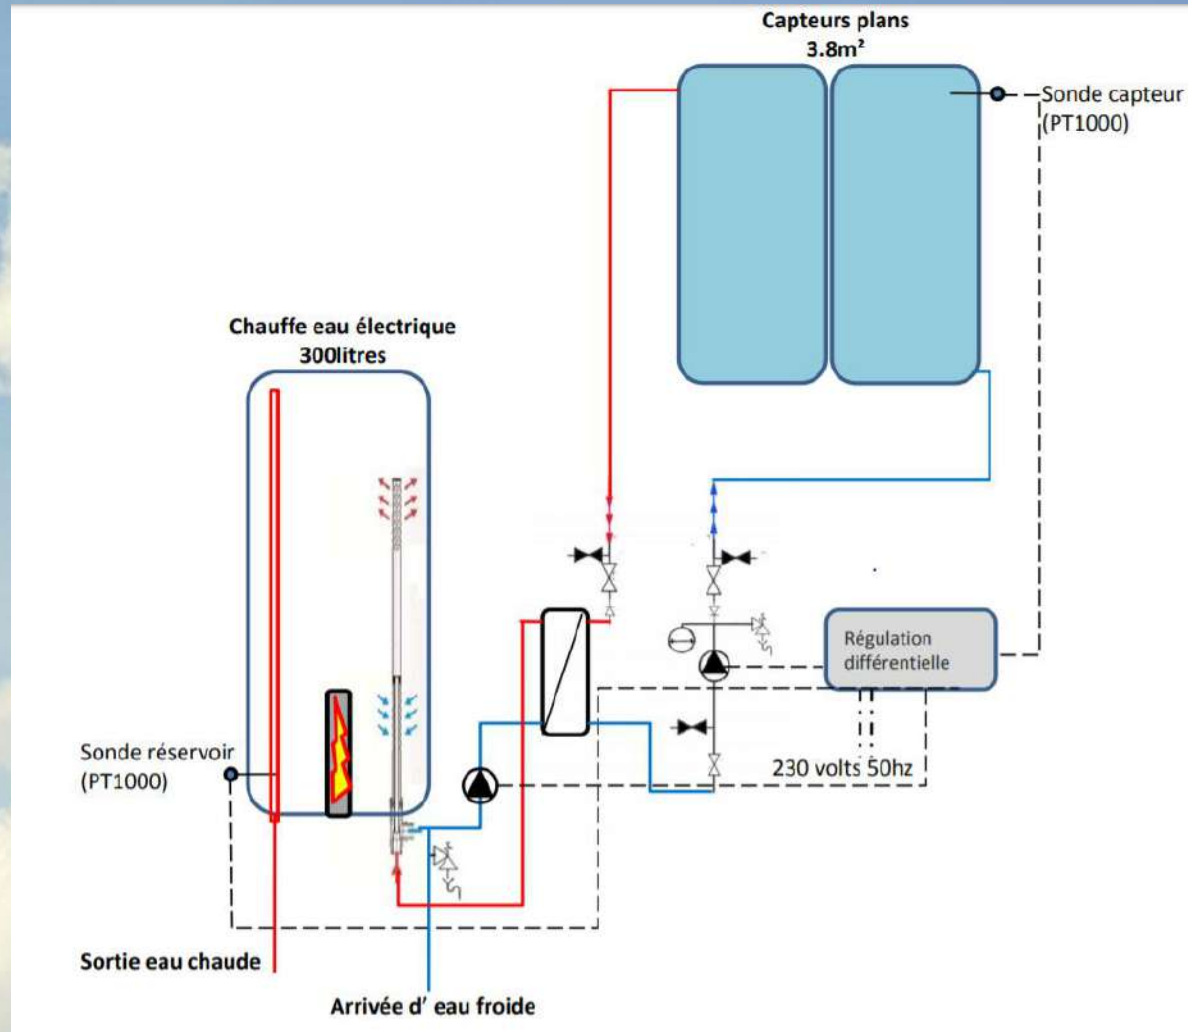 Capteurs plans
3.8m²
Sonde capteur
(PT1000)
Chauffe eau électrique
300litres
Régulation
différentielle
Sonde réservoir
(PT1000)
230 volts 50hz
Sortie eau chaude
Arrivée d’ eau froide